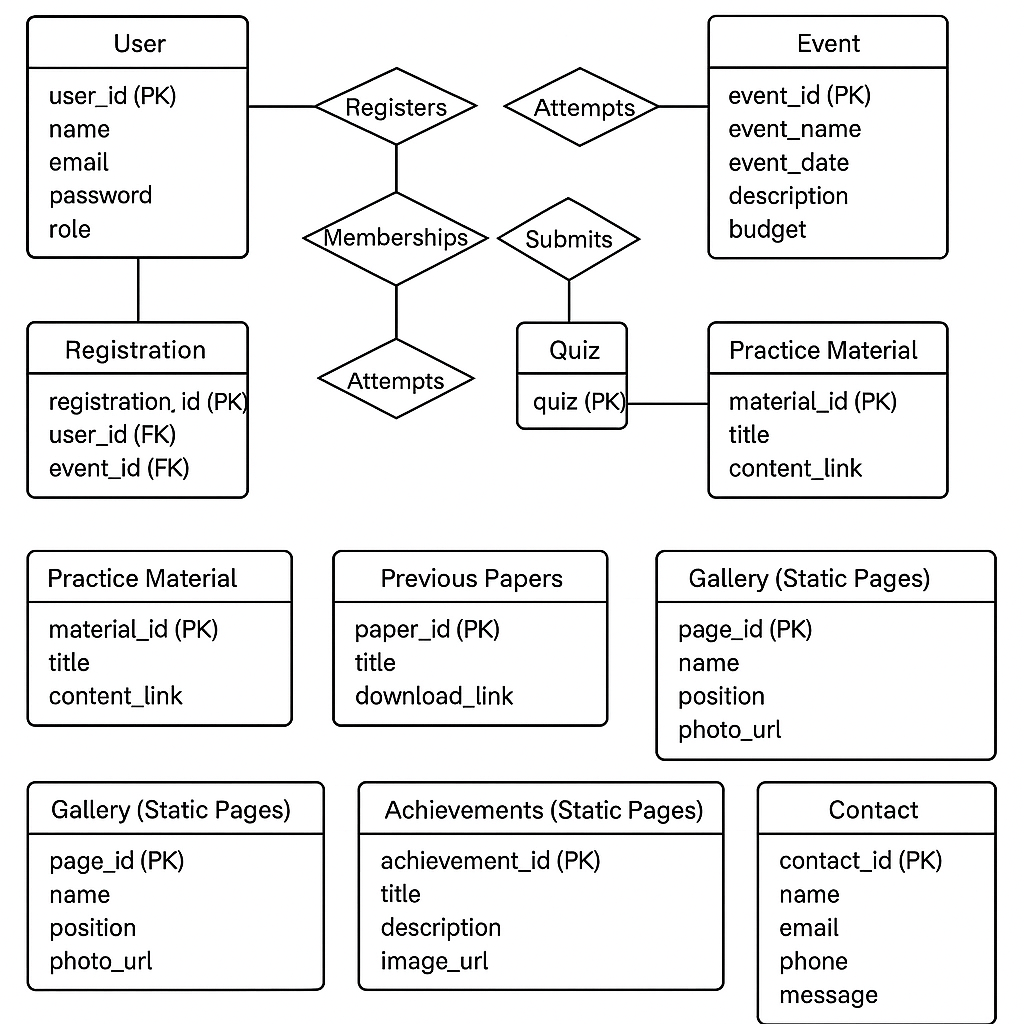 User
user_id (PK)
name
email
password
role
Registers
Attempts
Event
event_id (PK)
event_name
event_date
description
budget
Memberships
Submits
Attempts
Registration
registration, id (PK)
user_id (FK)
event_id (FK)
Quiz
quiz (PK)
Practice Material
material_id (PK)
title
content_link
Practice Material
material_id (PK)
title
content_link
Previous Papers
paper_id (PK)
title
download_link
Gallery (Static Pages)
page_id (PK)
name
position
photo_url
Gallery (Static Pages)
page_id (PK)
name
position
photo_url
Achievements (Static Pages)
achievement_id (PK)
title
description
image_url
Contact
contact_id (PK)
name
email
phone
message